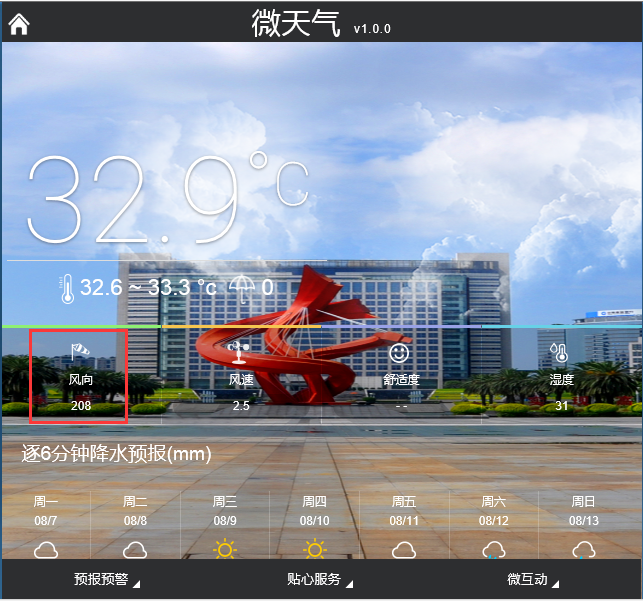 微天气 v1.0.0
32.9°C
32.6 ~ 33.3 °c 0
风向 风速 舒适度 湿度
208 2.5 -- 31
逐6分钟降水预报(mm)
周一 周二 周三 周四 周五 周六 周日
08/7 08/8 08/9 08/10 08/11 08/12 08/13
预报预警 贴心服务 微互动